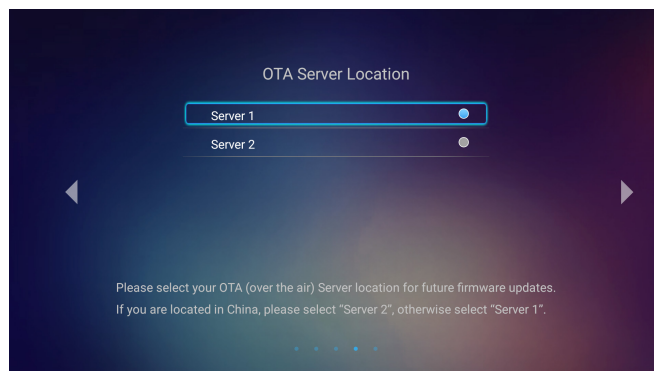 OTA Server Location
Server 1
Server 2
Please select your OTA (over the air) Server location for future firmware updates.
If you are located in China, please select “Server 2”, otherwise select “Server 1”.